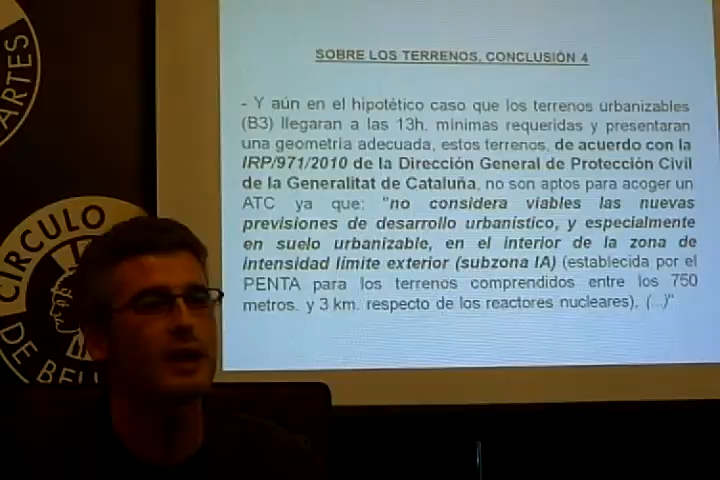 SOBRE LOS TERRENOS. CONCLUSIÓN 4
- Y aún en el hipotético caso que los terrenos urbanizables
(B3) llegaran a las 13h. mínimas requeridas y presentaran
una geometría adecuada, estos terrenos, de acuerdo con la
IRP/971/2010 de la Dirección General de Protección Civil
de la Generalitat de Cataluña, no son aptos para acoger un
ATC ya que: "no considera viables las nuevas
previsiones de desarrollo urbanístico, y especialmente
en suelo urbanizable, en el interior de la zona de
intensidad límite exterior (subzona IA) (establecida por el
PENTA para los terrenos comprendidos entre los 750
metros. y 3 km. respecto de los reactores nucleares). (...)"
ARTES
CIRCULO
DE BELL